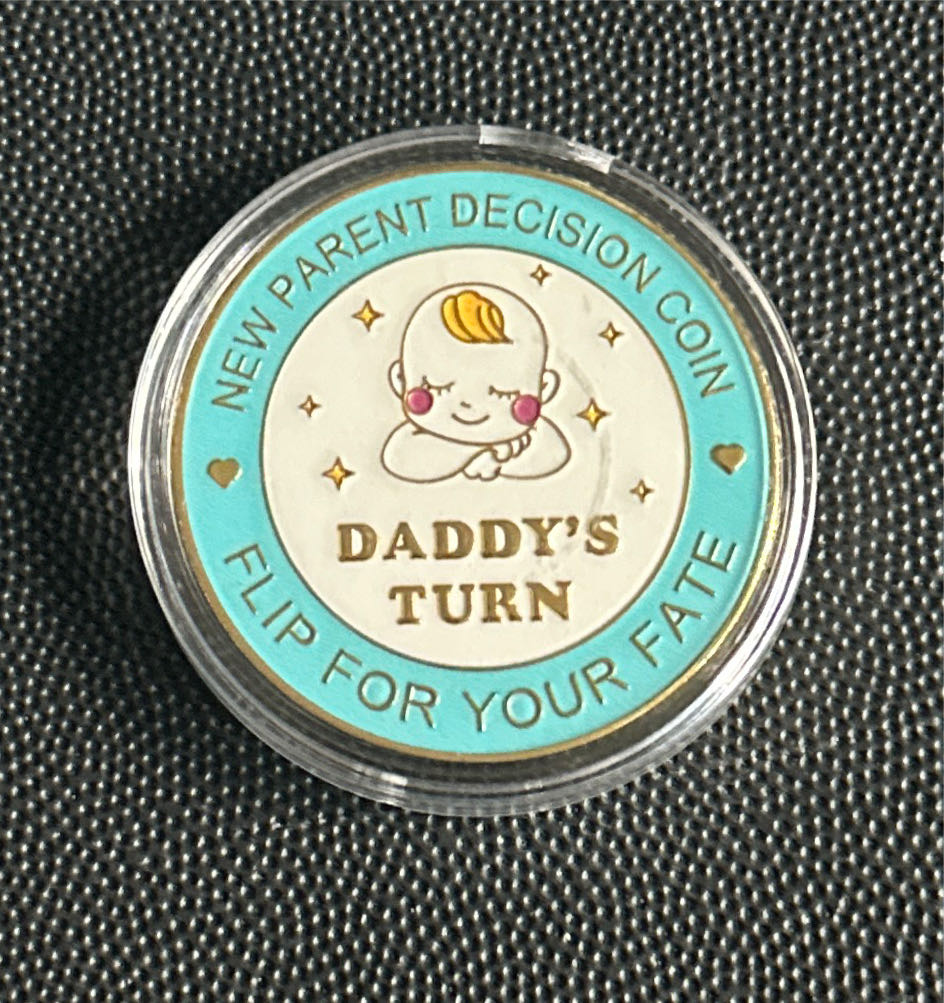 NEW PARENT DECISION COIN
DADDY'S
TURN
FLIP FOR YOUR FATE